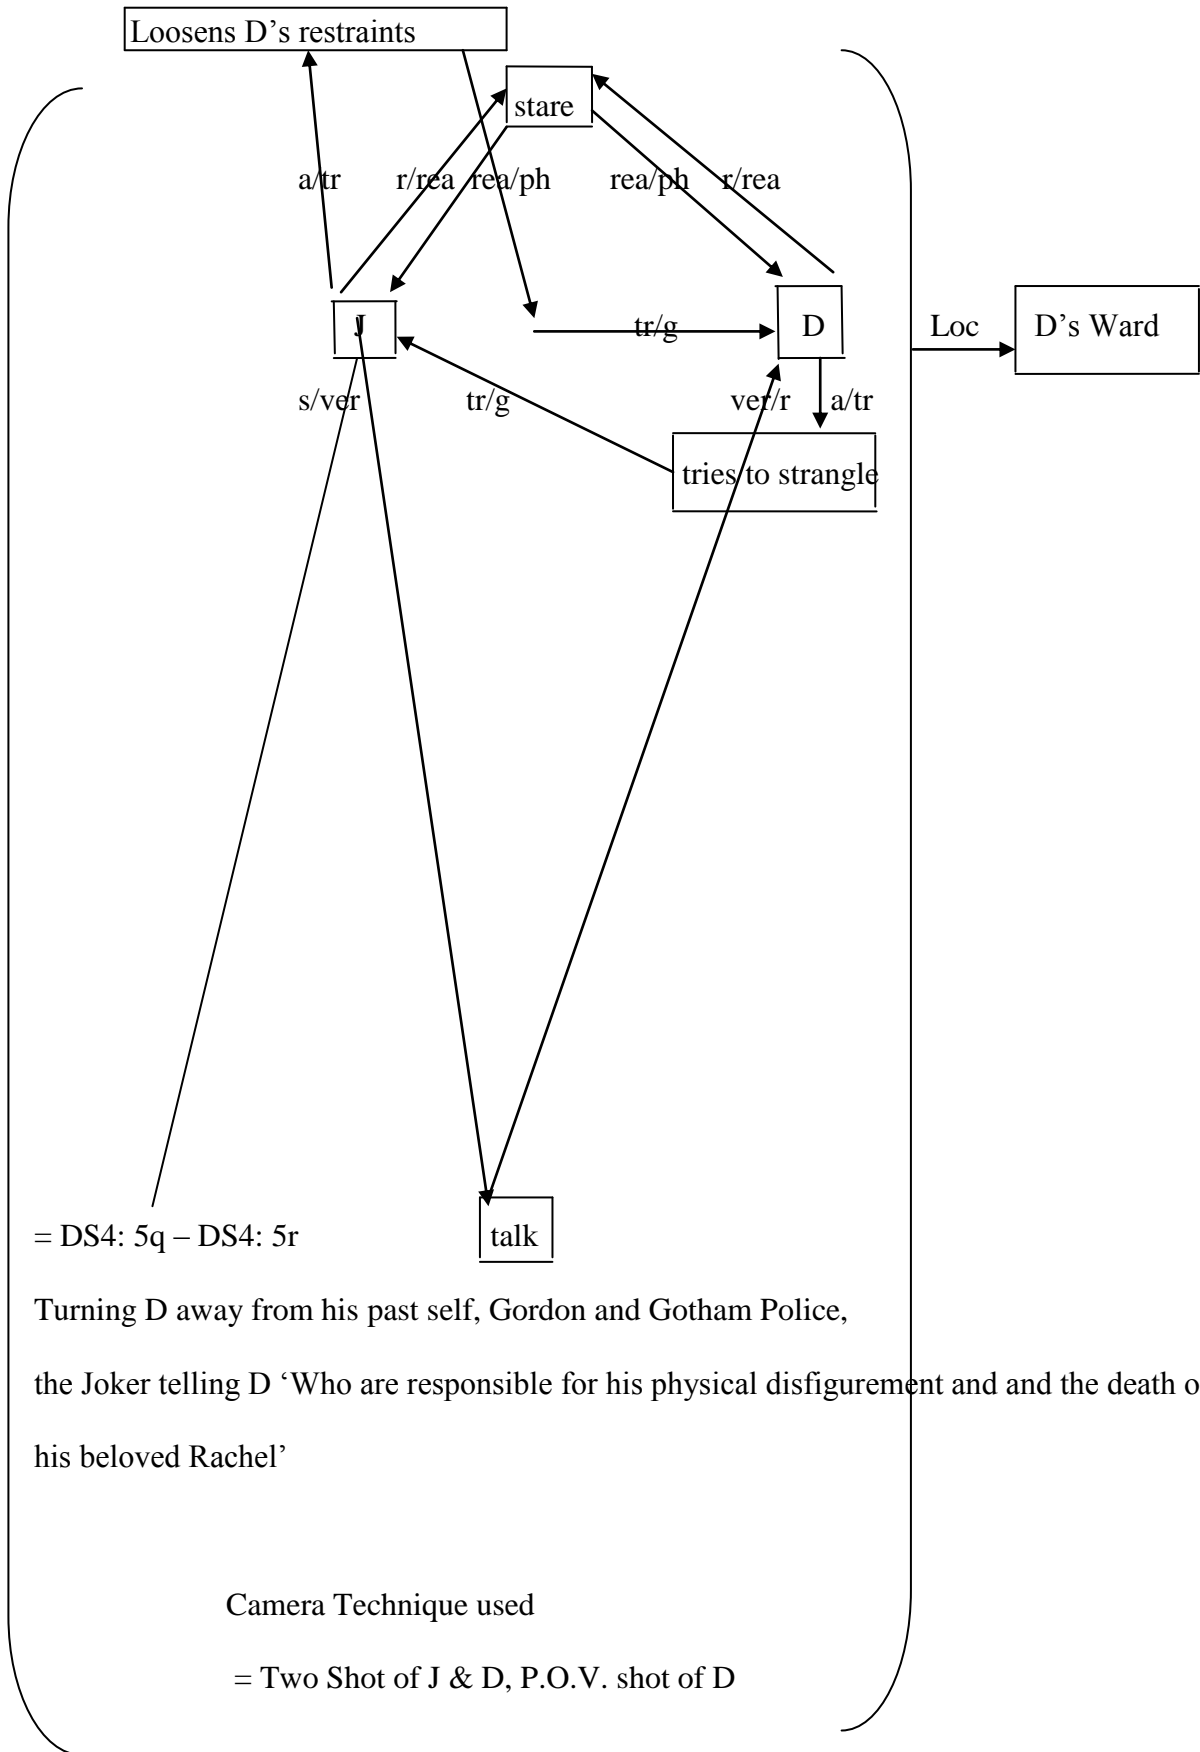 Loosens D’s restraints
stare
a/tr r/rea rea/ph rea/ph r/rea
J tr/g D Loc D’s Ward
s/ver tr/g ver/r a/tr
tries to strangle
= DS4: 5q – DS4: 5r talk
Turning D away from his past self, Gordon and Gotham Police,
the Joker telling D ‘Who are responsible for his physical disfigurement and and the death o
his beloved Rachel’
Camera Technique used
= Two Shot of J & D, P.O.V. shot of D